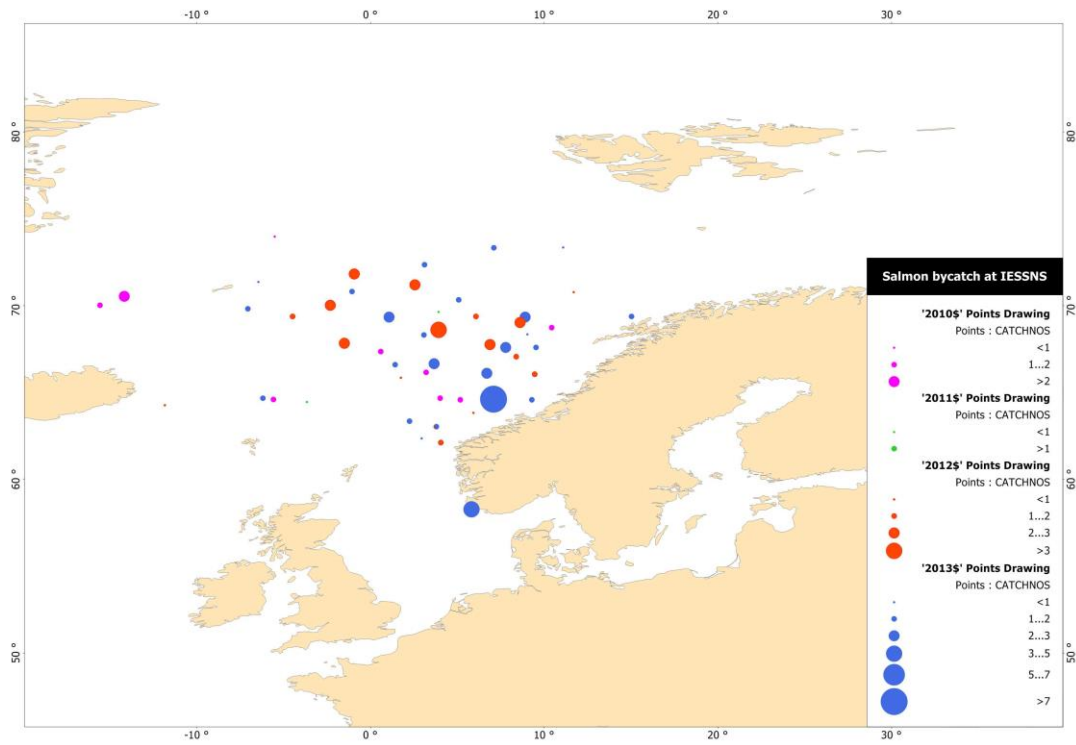 -10 ° 0 ° 10 ° 20 ° 30 °
80 ° 80 °
70 ° 70 °
60 ° 60 °
50 ° 50 °
-10 ° 0 ° 10 ° 20 ° 30 °
Salmon bycatch at IESSNS
'2010$' Points Drawing
Points : CATCHNOS
<1
1...2
>2
'2011$' Points Drawing
Points : CATCHNOS
<1
>1
'2012$' Points Drawing
Points : CATCHNOS
<1
1...2
2...3
>3
'2013$' Points Drawing
Points : CATCHNOS
<1
1...2
2...3
3...5
5...7
>7